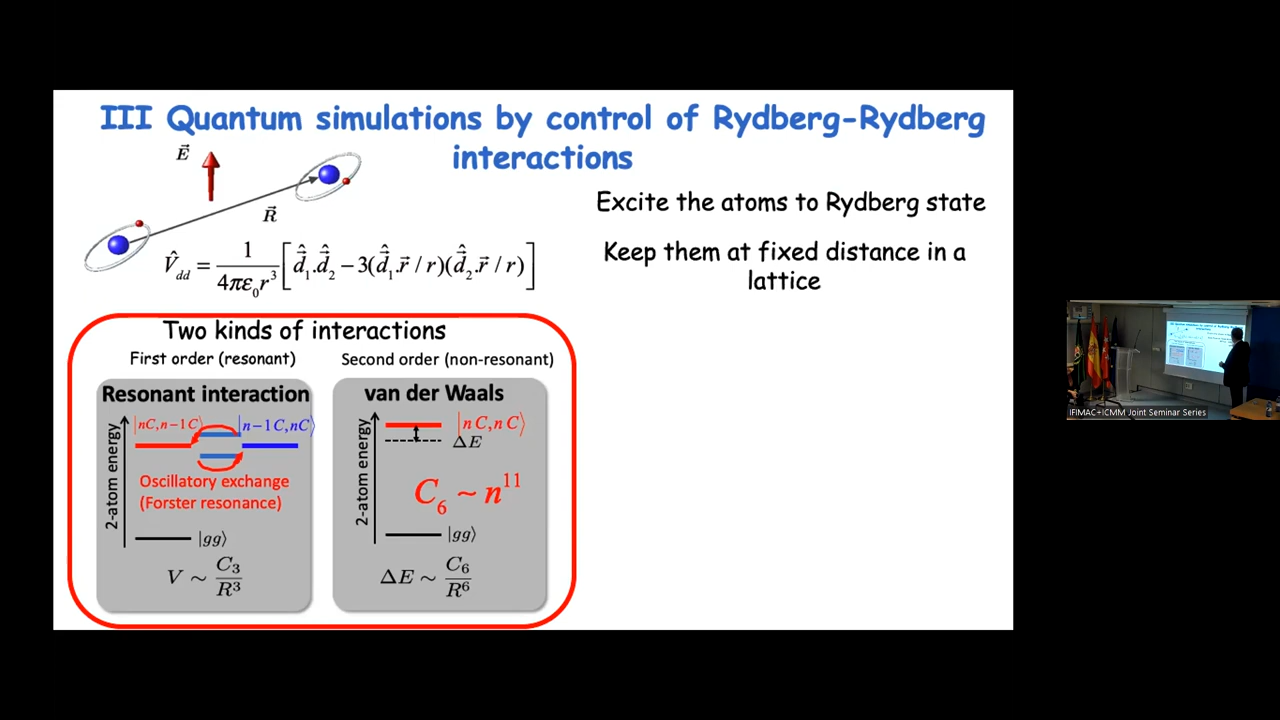 III Quantum simulations by control of Rydberg-Rydberg
interactions
E⃗
R⃗
V̂_dd = 1/(4πε₀r³) [d̂⃗₁.d̂⃗₂ − 3(d̂⃗₁.r⃗ / r)(d̂⃗₂.r⃗ / r)]
Excite the atoms to Rydberg state
Keep them at fixed distance in a
lattice
Two kinds of interactions
First order (resonant)
Resonant interaction
2-atom energy
|nC,n−1C⟩
|n−1C,nC⟩
Oscillatory exchange
(Forster resonance)
|gg⟩
V ∼ C₃/R³
Second order (non-resonant)
van der Waals
2-atom energy
|nC,nC⟩
ΔE
C₆ ~ n¹¹
|gg⟩
ΔE ∼ C₆/R⁶
IFIMAC+ICMM Joint Seminar Series